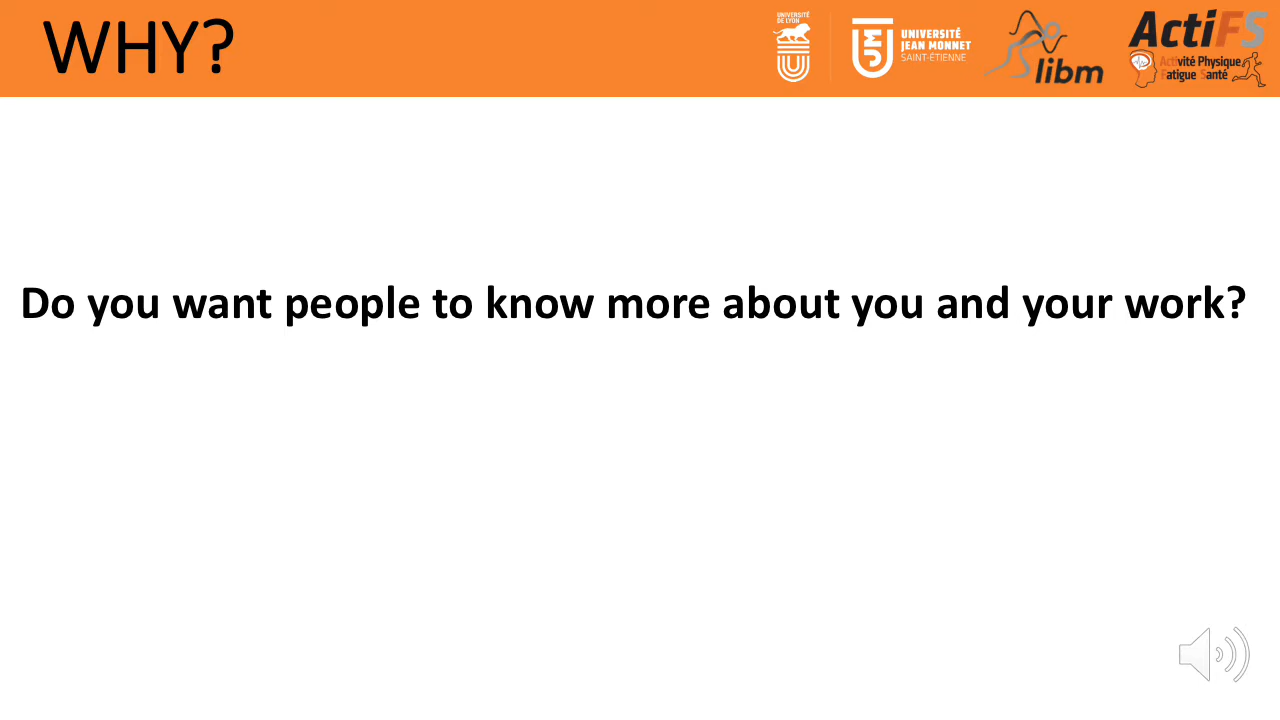 WHY?
UNIVERSITÉ
DE LYON
UNIVERSITÉ
JEAN MONNET
SAINT-ÉTIENNE
libm
ActiFS
Activité Physique
Fatigue Santé
Do you want people to know more about you and your work?